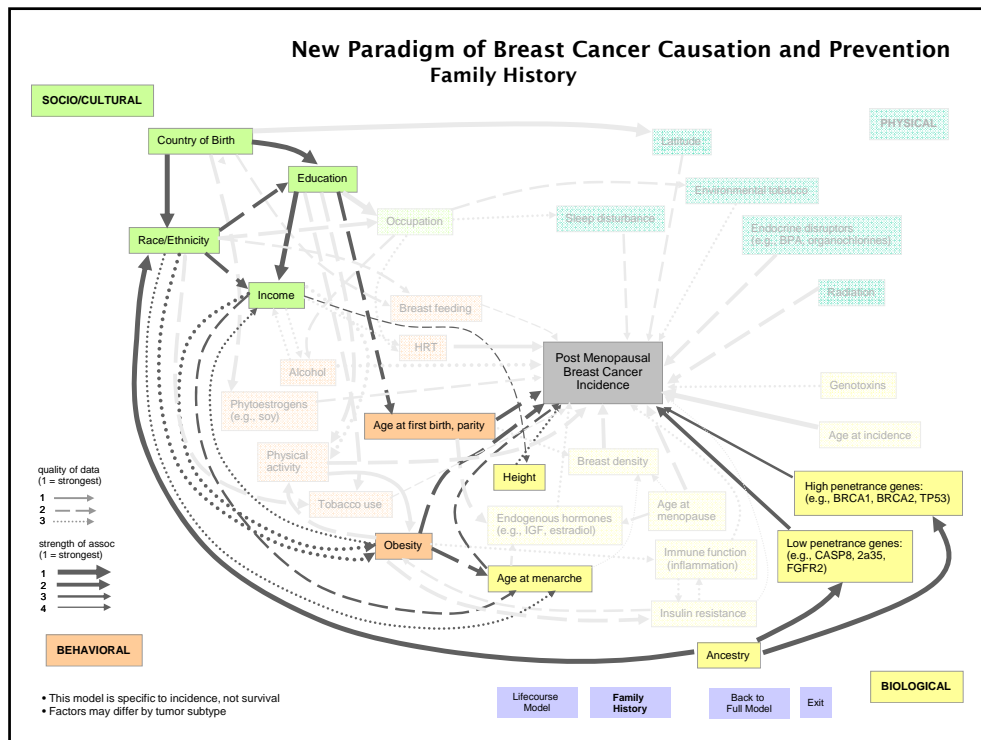 New Paradigm of Breast Cancer Causation and Prevention
Family History
SOCIO/CULTURAL
PHYSICAL
Country of Birth
Latitude
Education
Environmental tobacco
Occupation
Sleep disturbance
Race/Ethnicity
Endocrine disruptors
(e.g., BPA, organochlorines)
Income
Radiation
Breast feeding
HRT
Post Menopausal
Breast Cancer
Incidence
Alcohol
Genotoxins
Phytoestrogens
(e.g., soy)
Age at first birth, parity
Age at incidence
Physical
activity
Breast density
quality of data
(1 = strongest)
1
2
3
Height
High penetrance genes:
(e.g., BRCA1, BRCA2, TP53)
Tobacco use
Age at
menopause
Endogenous hormones
(e.g., IGF, estradiol)
strength of assoc
(1 = strongest)
1
2
3
4
Obesity
Low penetrance genes:
(e.g., CASP8, 2a35,
FGFR2)
Immune function
(inflammation)
Age at menarche
Insulin resistance
BEHAVIORAL
Ancestry
BIOLOGICAL
• This model is specific to incidence, not survival
• Factors may differ by tumor subtype
Lifecourse
Model
Family
History
Back to
Full Model
Exit